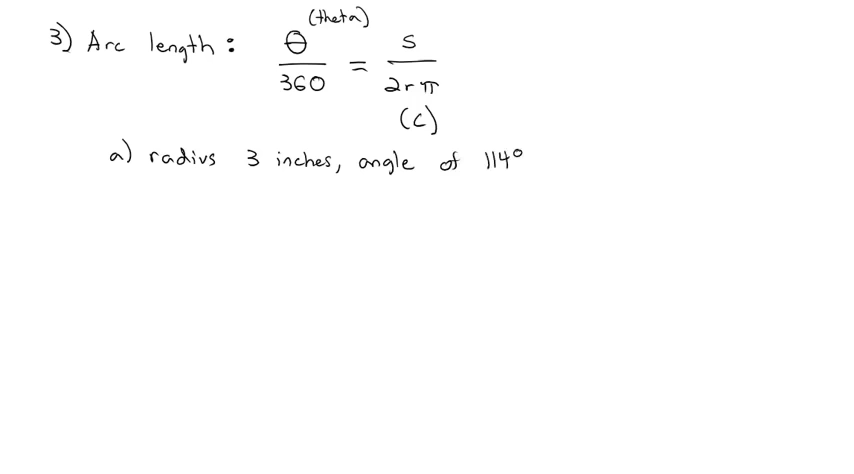 3) Arc length: θ (theta) / 360 = s / 2rπ
(c)
a) radius 3 inches, angle of 114°